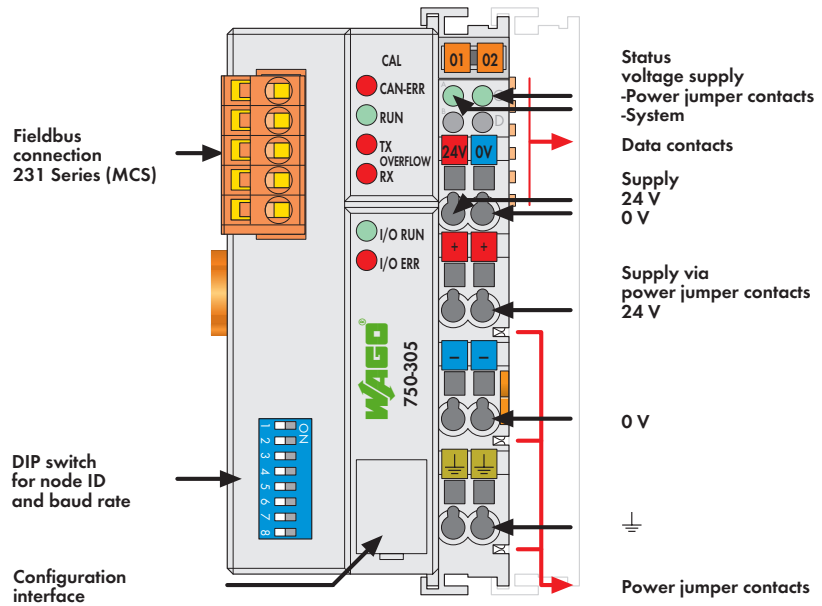 Fieldbus
connection
231 Series (MCS)
DIP switch
for node ID
and baud rate
Configuration
interface
CAL
CAN-ERR
RUN
TX
OVERFLOW
RX
I/O RUN
I/O ERR
WAGO
®
750-305
ON
1
2
3
4
5
6
7
8
01 02
A
C
B
D
24V 0V
+ +
– –
Status
voltage supply
-Power jumper contacts
-System
Data contacts
Supply
24 V
0 V
Supply via
power jumper contacts
24 V
0 V
Power jumper contacts